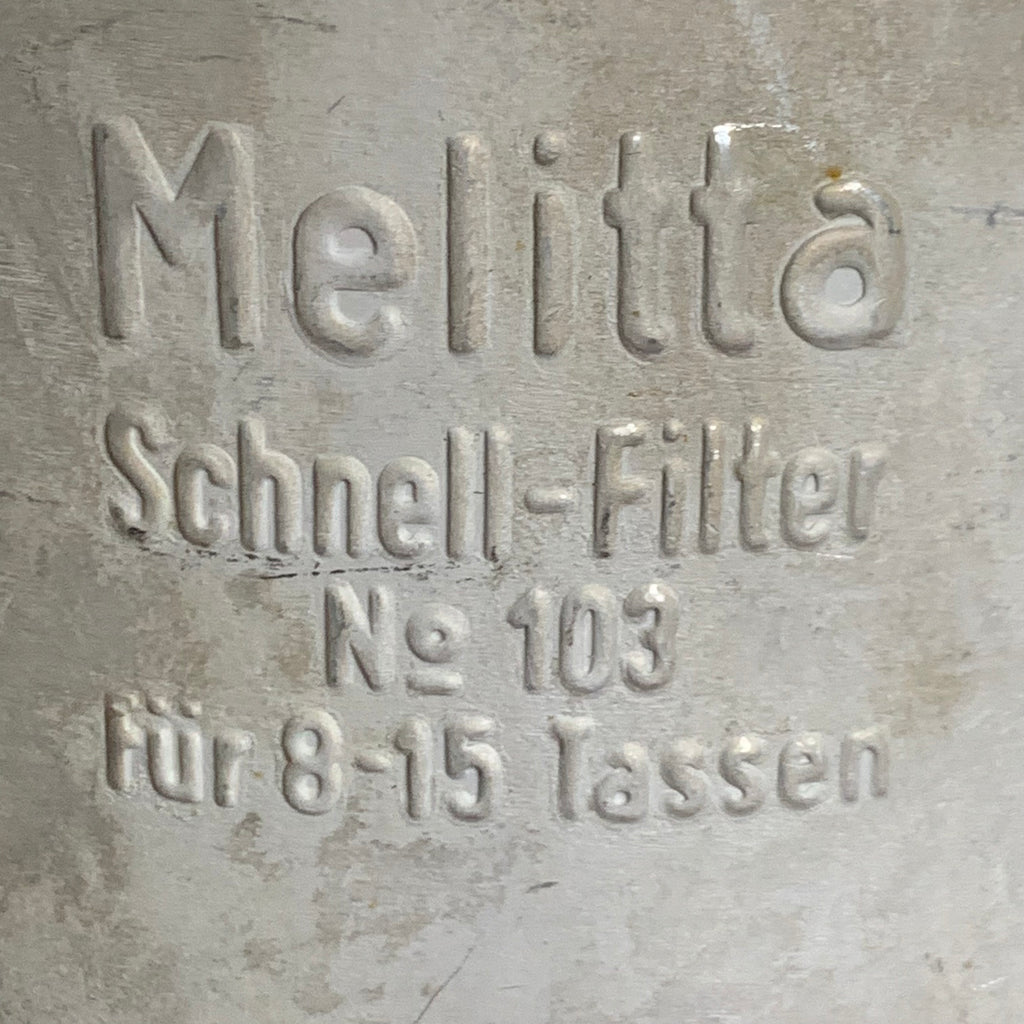 Melitta
Schnell-Filter
Nº 103
für 8-15 Tassen